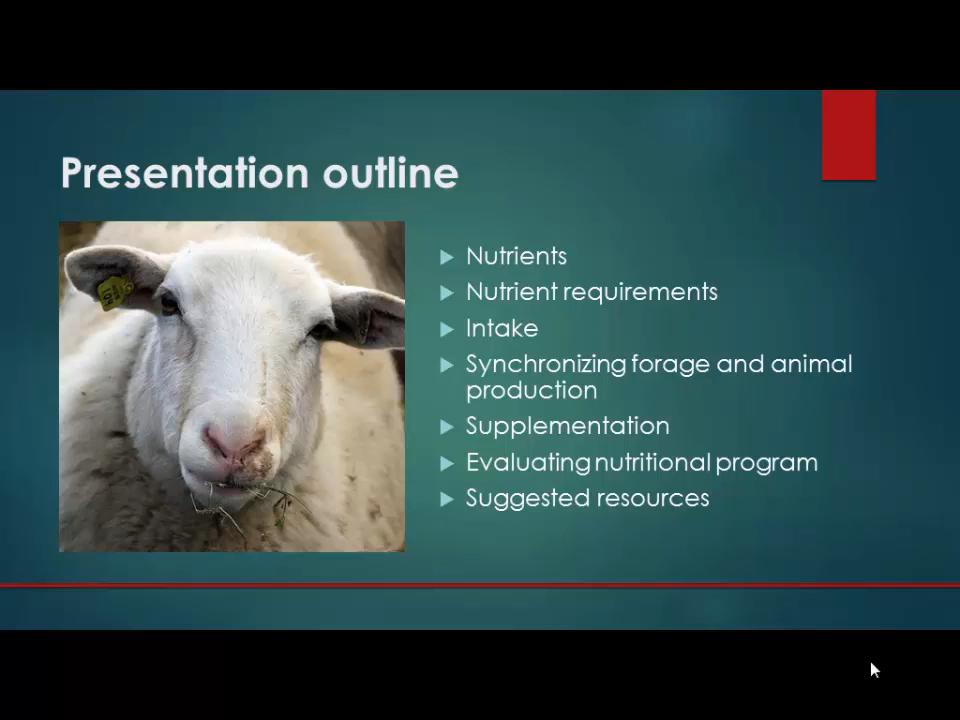 Presentation outline
Nutrients
Nutrient requirements
Intake
Synchronizing forage and animal
production
Supplementation
Evaluating nutritional program
Suggested resources